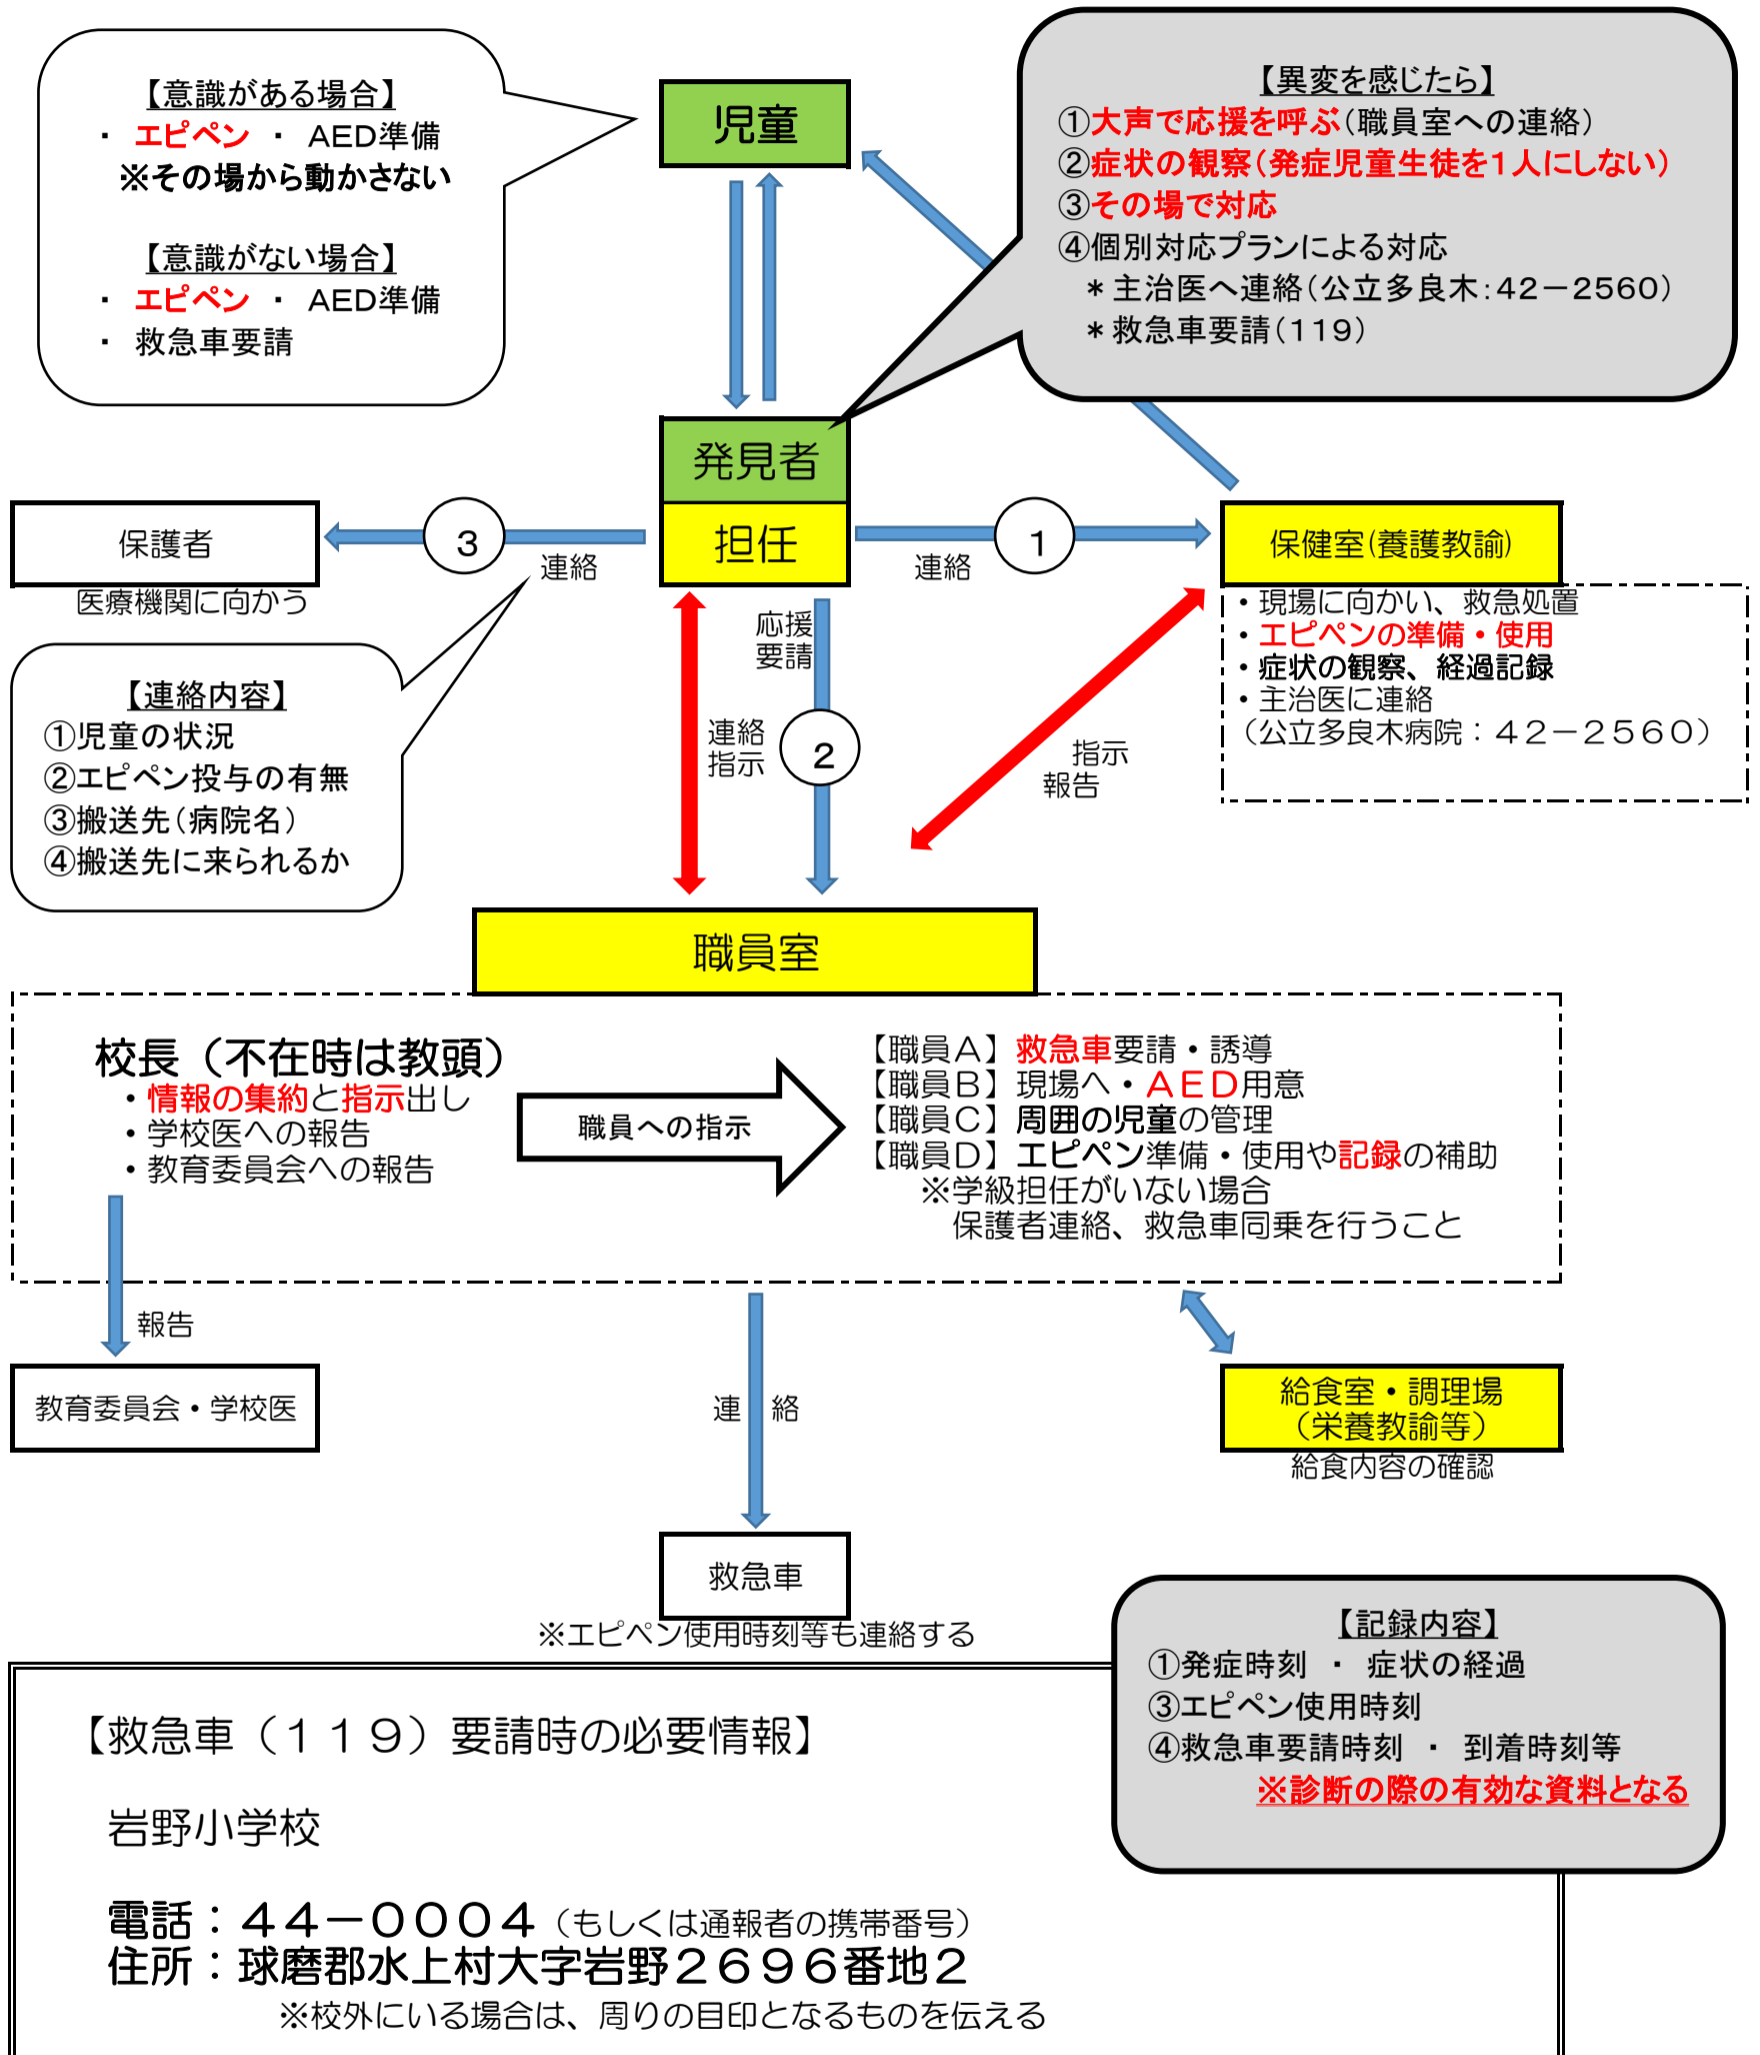 【意識がある場合】
・ エピペン ・ AED準備
※その場から動かさない
【意識がない場合】
・ エピペン ・ AED準備
・ 救急車要請
児童
【異変を感じたら】
①大声で応援を呼ぶ(職員室への連絡)
②症状の観察(発症児童生徒を1人にしない)
③その場で対応
④個別対応プランによる対応
＊主治医へ連絡(公立多良木:42－2560)
＊救急車要請(119)
発見者
担任
保護者
医療機関に向かう
3
連絡
1
連絡
保健室(養護教諭)
・現場に向かい、救急処置
・エピペンの準備・使用
・症状の観察、経過記録
・主治医に連絡
（公立多良木病院：４２－２５６０）
【連絡内容】
①児童の状況
②エピペン投与の有無
③搬送先(病院名)
④搬送先に来られるか
応援
要請
連絡
指示
2
指示
報告
職員室
校長（不在時は教頭）
・情報の集約と指示出し
・学校医への報告
・教育委員会への報告
職員への指示
【職員Ａ】救急車要請・誘導
【職員Ｂ】現場へ・ＡＥＤ用意
【職員Ｃ】周囲の児童の管理
【職員Ｄ】エピペン準備・使用や記録の補助
※学級担任がいない場合
保護者連絡、救急車同乗を行うこと
報告
教育委員会・学校医
連 絡
給食室・調理場
（栄養教諭等）
給食内容の確認
救急車
※エピペン使用時刻等も連絡する
【記録内容】
①発症時刻 ・ 症状の経過
③エピペン使用時刻
④救急車要請時刻 ・ 到着時刻等
※診断の際の有効な資料となる
【救急車（１１９）要請時の必要情報】
岩野小学校
電話：４４－０００４（もしくは通報者の携帯番号）
住所：球磨郡水上村大字岩野２６９６番地２
※校外にいる場合は、周りの目印となるものを伝える